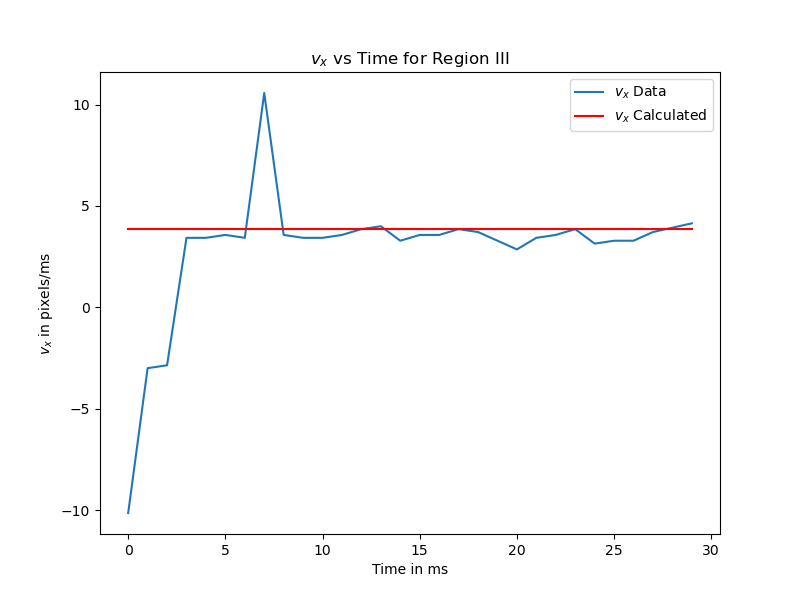 v_x vs Time for Region III
v_x Data
v_x Calculated
10
5
0
−5
−10
v_x in pixels/ms
0 5 10 15 20 25 30
Time in ms